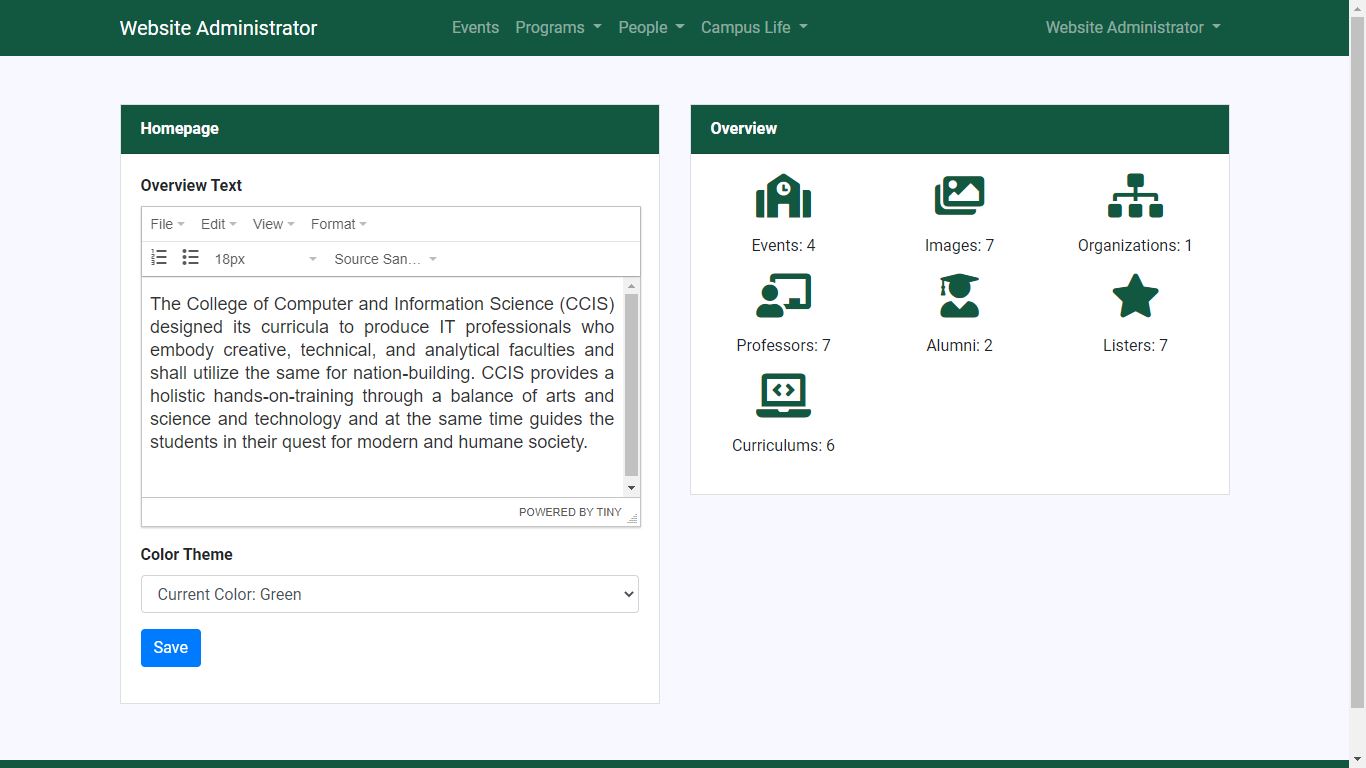 Website Administrator
Events Programs People Campus Life
Website Administrator
Homepage
Overview Text
File Edit View Format
18px Source San...
The College of Computer and Information Science (CCIS)
designed its curricula to produce IT professionals who
embody creative, technical, and analytical faculties and
shall utilize the same for nation-building. CCIS provides a
holistic hands-on-training through a balance of arts and
science and technology and at the same time guides the
students in their quest for modern and humane society.
POWERED BY TINY
Color Theme
Current Color: Green
Save
Overview
Events: 4
Images: 7
Organizations: 1
Professors: 7
Alumni: 2
Listers: 7
Curriculums: 6